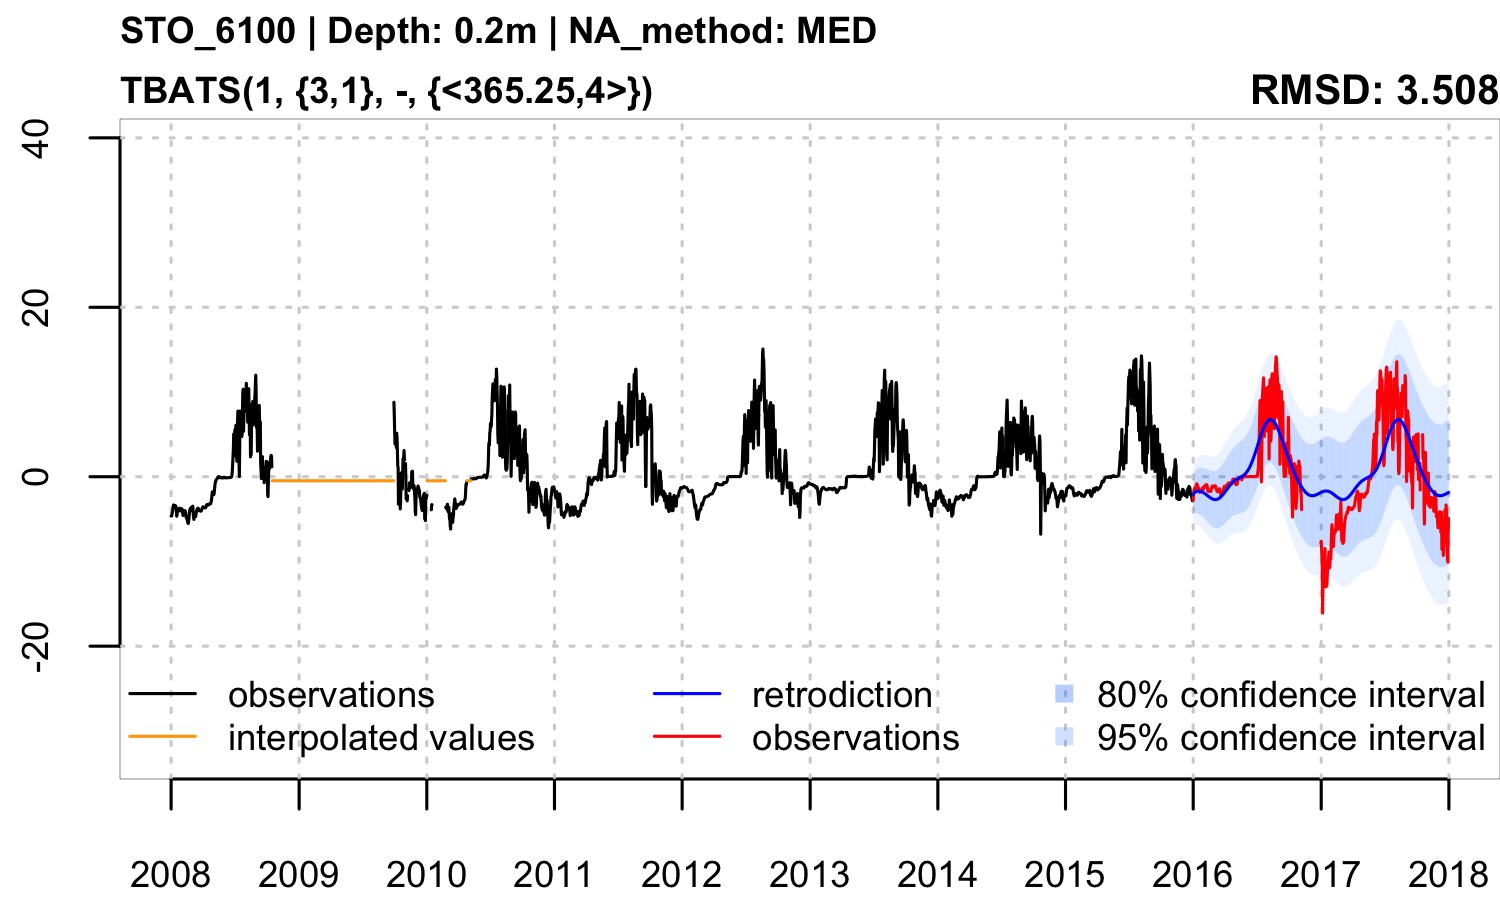 STO_6100 | Depth: 0.2m | NA_method: MED
TBATS(1, {3,1}, -, {<365.25,4>})
RMSD: 3.508
40
20
0
-20
observations
interpolated values
retrodiction
observations
80% confidence interval
95% confidence interval
2008 2009 2010 2011 2012 2013 2014 2015 2016 2017 2018